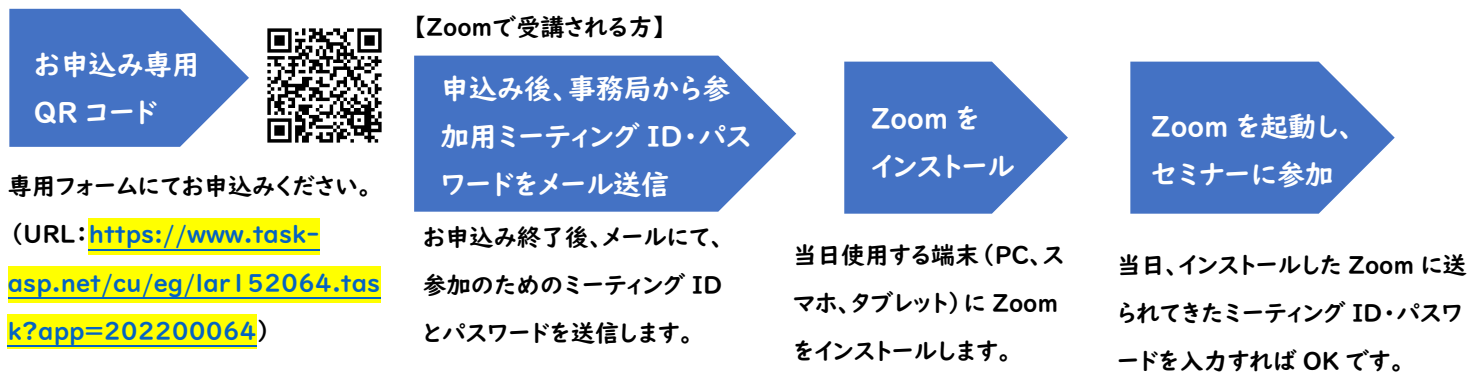 お申込み専用
QR コード
専用フォームにてお申込みください。
(URL:https://www.task-
asp.net/cu/eg/lar152064.tas
k?app=202200064)
【Zoomで受講される方】
申込み後、事務局から参
加用ミーティング ID・パス
ワードをメール送信
お申込み終了後、メールにて、
参加のためのミーティング ID
とパスワードを送信します。
Zoom を
インストール
当日使用する端末(PC、ス
マホ、タブレット)に Zoom
をインストールします。
Zoom を起動し、
セミナーに参加
当日、インストールした Zoom に送
られてきたミーティング ID・パスワ
ードを入力すれば OK です。